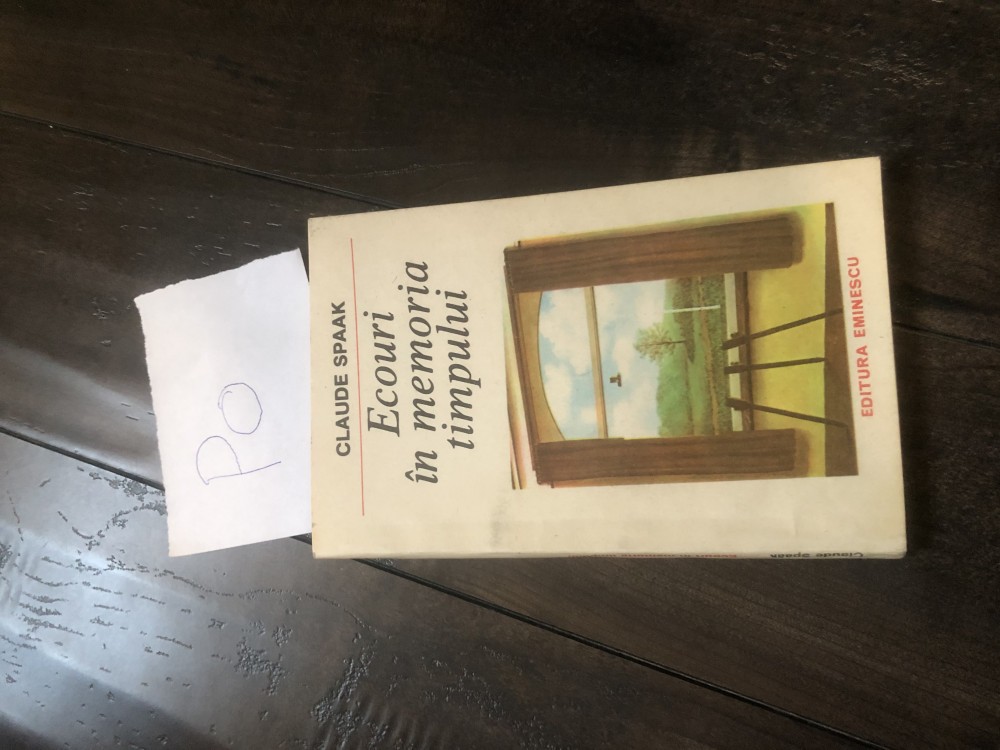 PO
CLAUDE SPAAK
Ecouri
în memoria
timpului
EDITURA EMINESCU
Claude Spaak